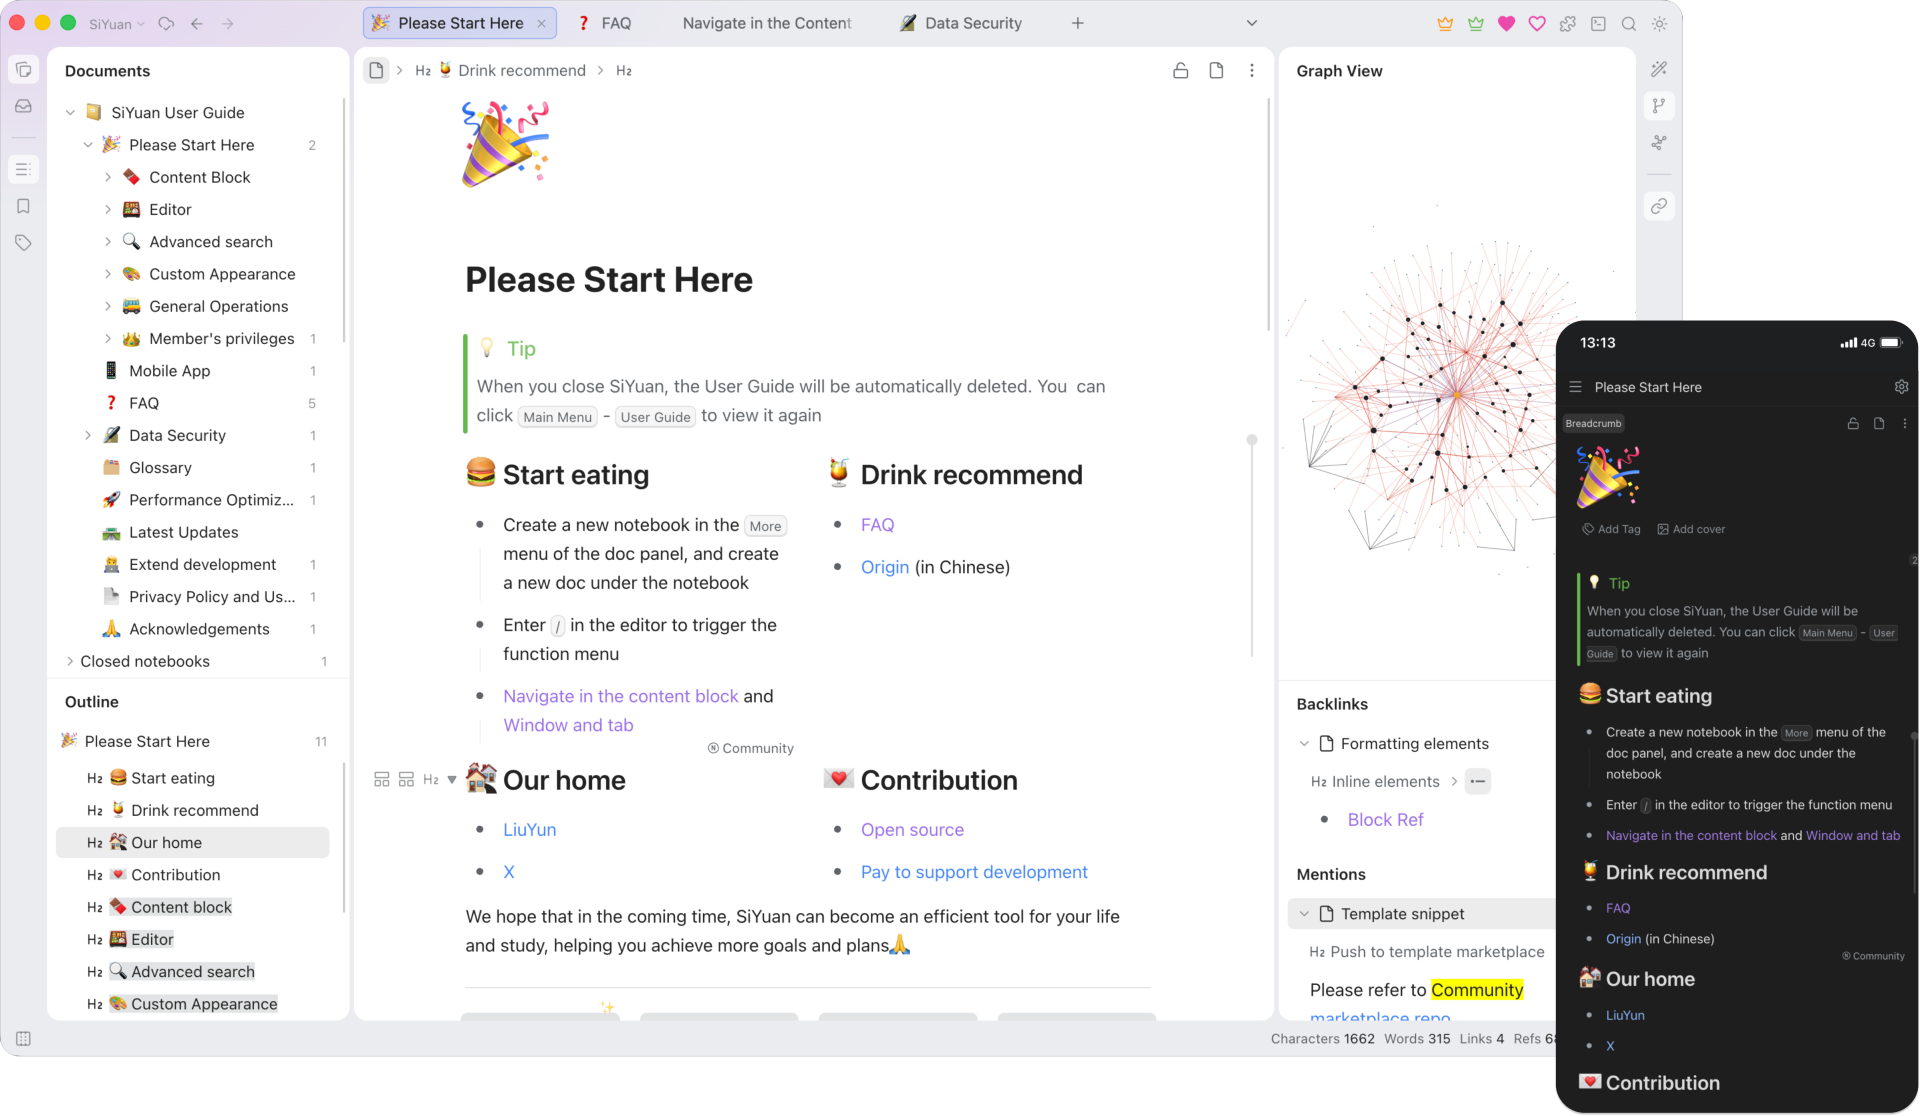 SiYuan
Please Start Here
FAQ
Navigate in the Content
Data Security
Documents
SiYuan User Guide
Please Start Here 2
Content Block
Editor
Advanced search
Custom Appearance
General Operations
Member's privileges 1
Mobile App 1
FAQ 5
Data Security 1
Glossary 1
Performance Optimiz... 1
Latest Updates
Extend development 1
Privacy Policy and Us... 1
Acknowledgements 1
Closed notebooks 1
Outline
Please Start Here 11
H2 Start eating
H2 Drink recommend
H2 Our home
H2 Contribution
H2 Content block
H2 Editor
H2 Advanced search
H2 Custom Appearance
H2 Drink recommend > H2
Please Start Here
Tip
When you close SiYuan, the User Guide will be automatically deleted. You can
click Main Menu - User Guide to view it again
Start eating
Create a new notebook in the More
menu of the doc panel, and create
a new doc under the notebook
Enter / in the editor to trigger the
function menu
Navigate in the content block and
Window and tab
Drink recommend
FAQ
Origin (in Chinese)
Community
H2
Our home
LiuYun
X
Contribution
Open source
Pay to support development
We hope that in the coming time, SiYuan can become an efficient tool for your life
and study, helping you achieve more goals and plans
Graph View
Backlinks
Formatting elements
H2 Inline elements >
Block Ref
Mentions
Template snippet
H2 Push to template marketplace
Please refer to Community
marketplace repo
Characters 1662 Words 315 Links 4 Refs
13:13
4G
Please Start Here
Breadcrumb
Add Tag
Add cover
2
Tip
When you close SiYuan, the User Guide will be
automatically deleted. You can click Main Menu - User
Guide to view it again
Start eating
Create a new notebook in the More menu of the
doc panel, and create a new doc under the
notebook
Enter / in the editor to trigger the function menu
Navigate in the content block and Window and tab
Drink recommend
FAQ
Origin (in Chinese)
Community
Our home
LiuYun
X
Contribution